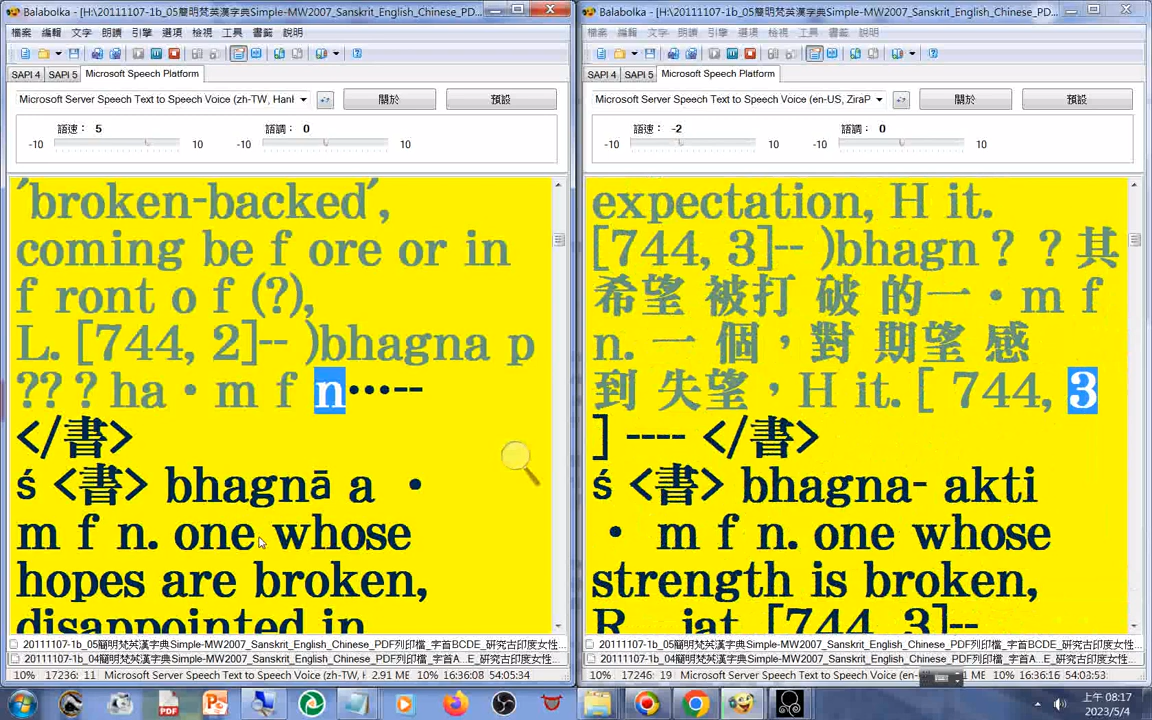 Balabolka - [H:\20111107-1b_05簡明梵英漢字典Simple-MW2007_Sanskrit_English_Chinese_PD...
檔案 編輯 文字 朗讀 引擎 選項 檢視 工具 書籤 說明
SAPI 4 SAPI 5 Microsoft Speech Platform
Microsoft Server Speech Text to Speech Voice (zh-TW, Hanl 關於 預設
語速： 5 語調： 0
-10 10 -10 10
'broken-backed',
coming be f ore or in
f ront o f (?),
L. [744, 2]-- )bhagna p
?? ? ha • m f n•••--
</書>
ś <書> bhagnā a •
m f n. one whose
hopes are broken,
disappointed in
20111107-1b_05簡明梵英漢字典Simple-MW2007_Sanskrit_English_Chinese_PDF列印檔_字首BCDE_研究古印度女性...
20111107-1b_04簡明梵英漢字典Simple-MW2007_Sanskrit_English_Chinese_PDF列印檔_字首A...E_研究古印度女性...
10% 17236: 11 Microsoft Server Speech Text to Speech Voice (zh-TW, H 2.91 MB 10% 16:36:08 54:05:34
Balabolka - [H:\20111107-1b_05簡明梵英漢字典Simple-MW2007_Sanskrit_English_Chinese_PD...
檔案 編輯 文字 朗讀 引擎 選項 檢視 工具 書籤 說明
SAPI 4 SAPI 5 Microsoft Speech Platform
Microsoft Server Speech Text to Speech Voice (en-US, ZiraP 關於 預設
語速： -2 語調： 0
-10 10 -10 10
expectation, H it.
[744, 3]-- )bhagn ? ? 其
希望 被打 破 的一 • m f
n. 一 個，對 期望 感
到 失望，H it. [ 744, 3
] ---- </書>
ś <書> bhagna- akti
• m f n. one whose
strength is broken,
jat. [744, 3]--
20111107-1b_05簡明梵英漢字典Simple-MW2007_Sanskrit_English_Chinese_PDF列印檔_字首BCDE_研究古印度女性...
20111107-1b_04簡明梵英漢字典Simple-MW2007_Sanskrit_English_Chinese_PDF列印檔_字首A...E_研究古印度女性...
10% 17246: 19 Microsoft Server Speech Text to Speech Voice (en-US, 10% 16:36:16 54:03:53
上午 08:17
2023/5/4